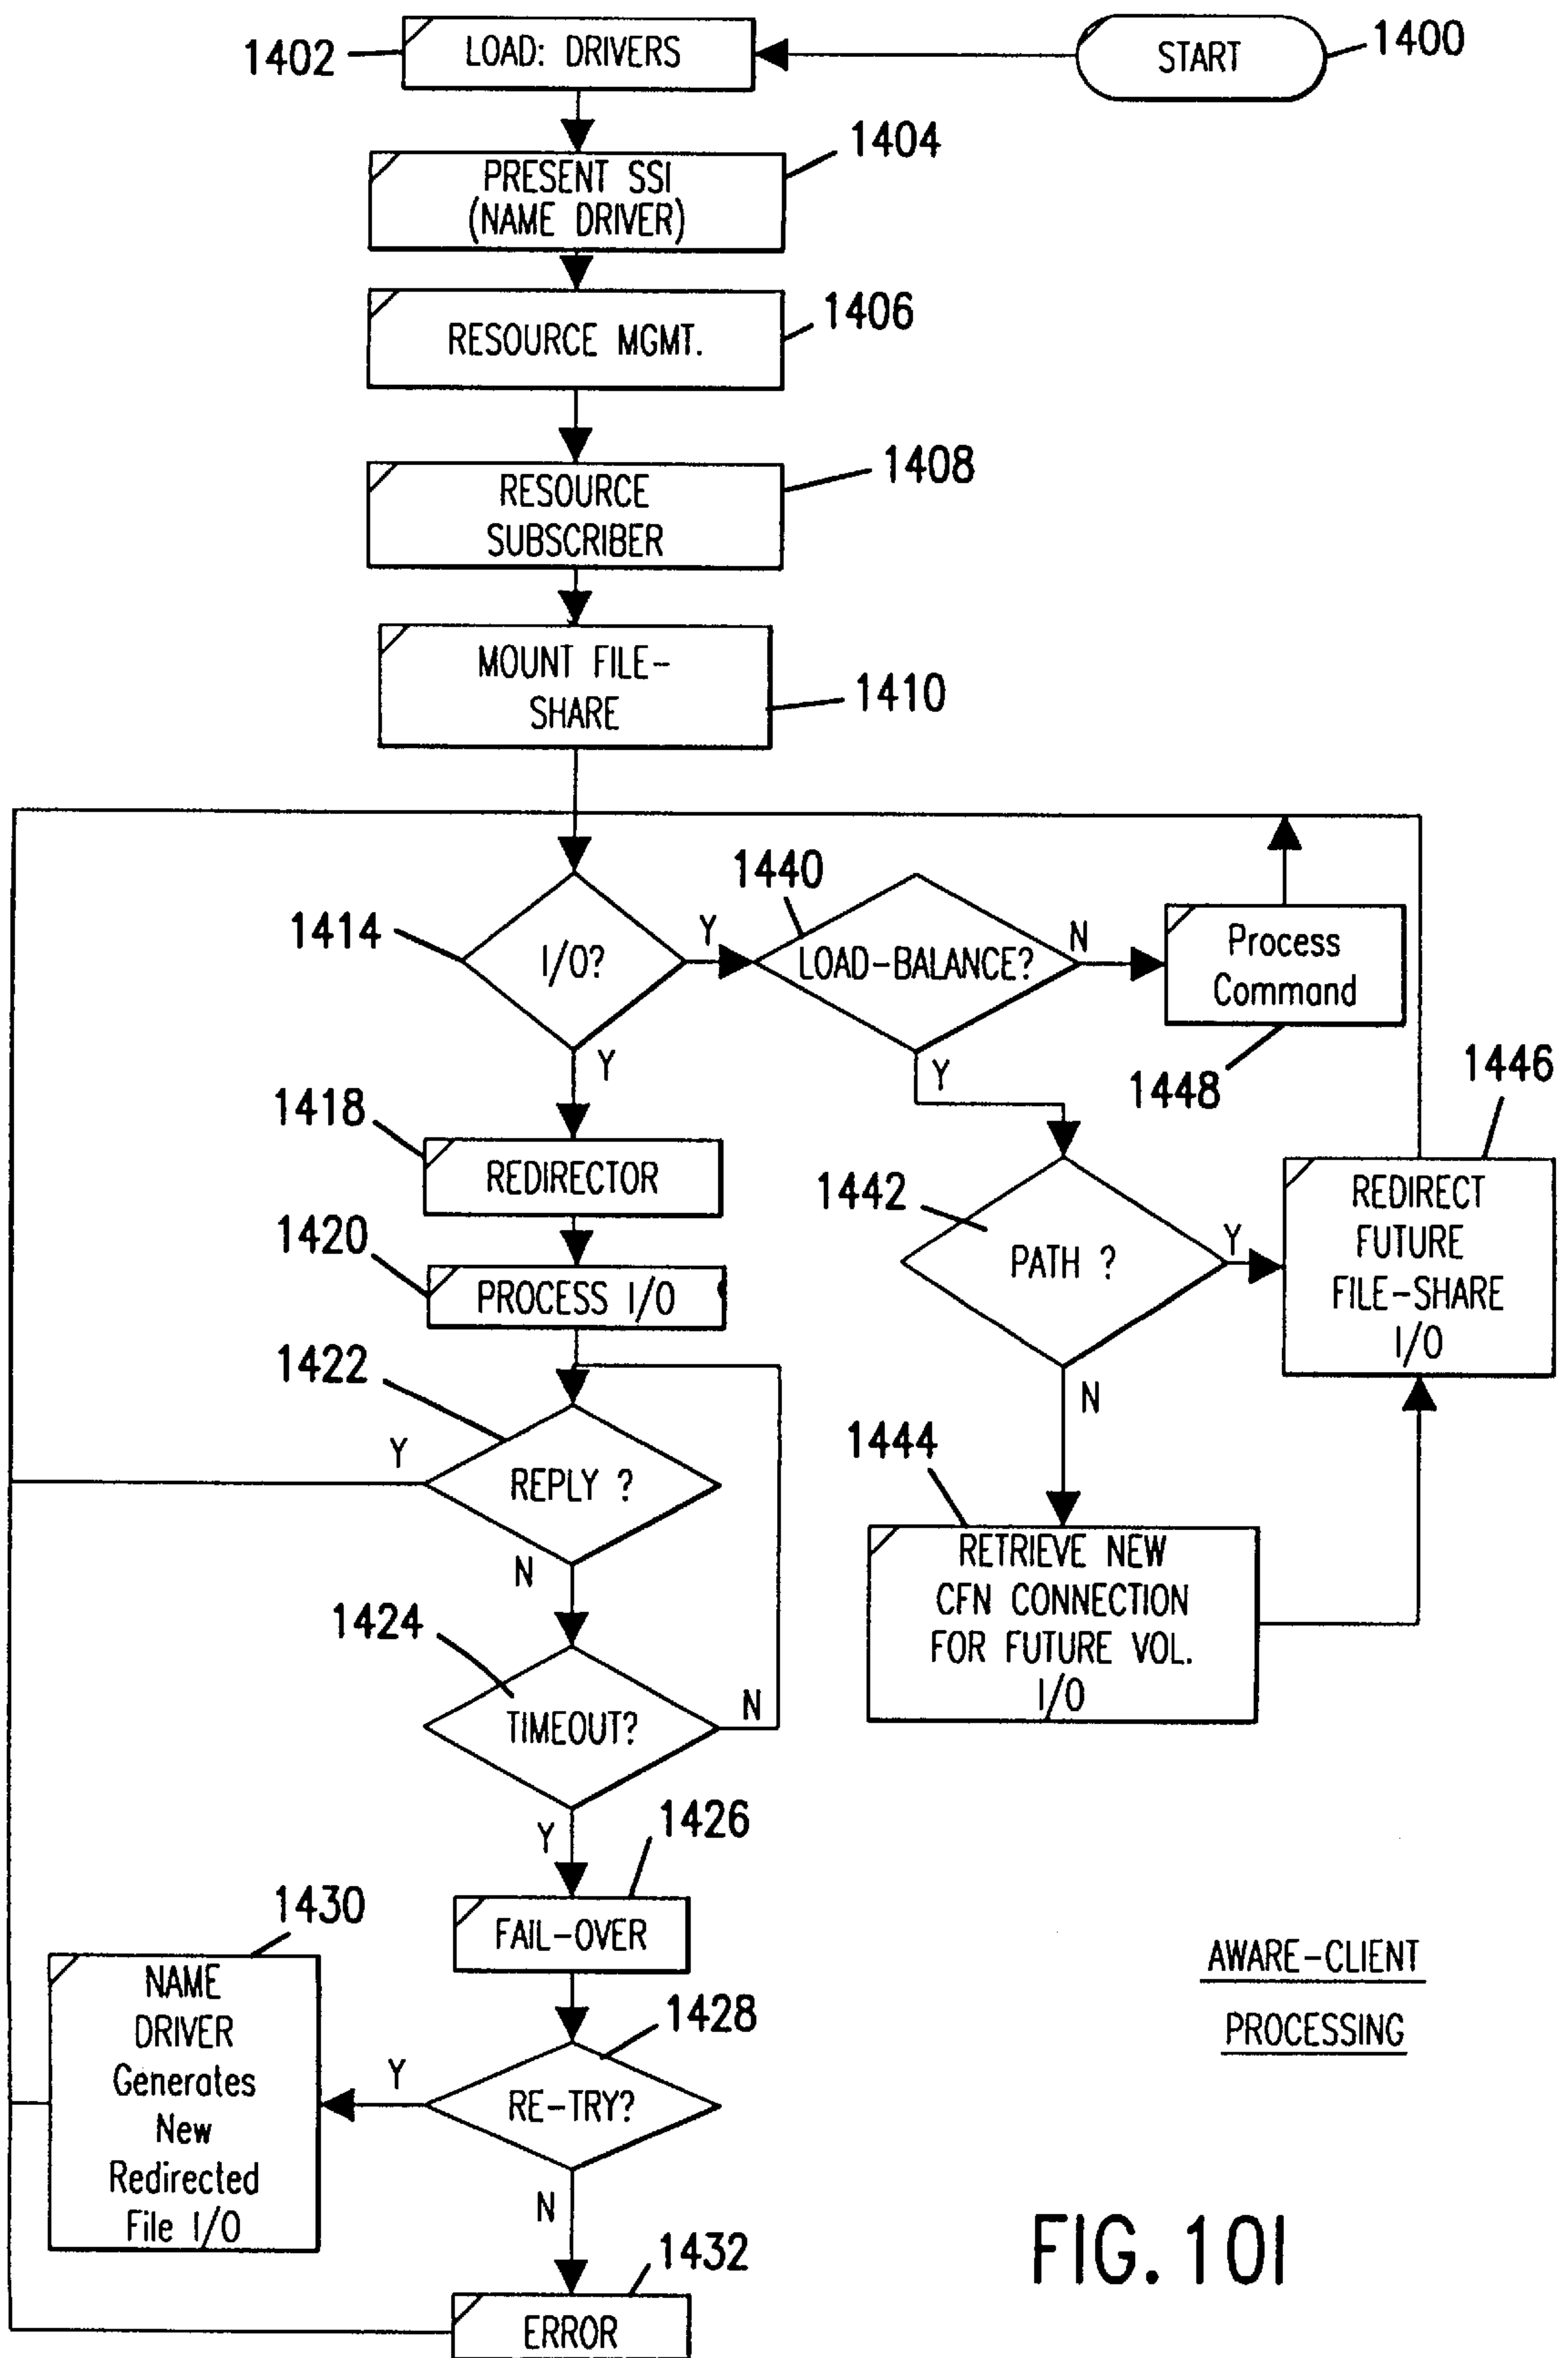 1402
LOAD: DRIVERS
START
1400
1404
PRESENT SSI
(NAME DRIVER)
1406
RESOURCE MGMT.
1408
RESOURCE
SUBSCRIBER
MOUNT FILE-
SHARE
1410
1414
I/O?
Y
Y
1440
LOAD-BALANCE?
N
Y
Process
Command
1448
1418
REDIRECTOR
1420
PROCESS I/O
1442
PATH ?
Y
N
1446
REDIRECT
FUTURE
FILE-SHARE
I/O
1422
Y
REPLY ?
N
1444
RETRIEVE NEW
CFN CONNECTION
FOR FUTURE VOL.
I/O
1424
TIMEOUT?
N
Y
1426
FAIL-OVER
1428
RE-TRY?
Y
N
1430
NAME
DRIVER
Generates
New
Redirected
File I/O
1432
ERROR
AWARE-CLIENT
PROCESSING
FIG. 10I